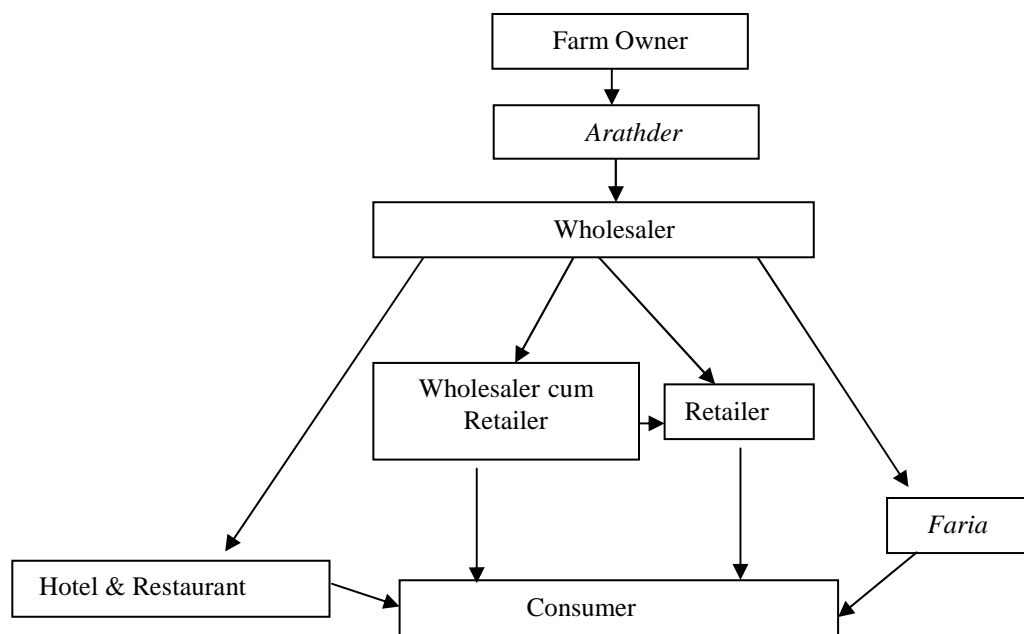 Farm Owner
Arathder
Wholesaler
Wholesaler cum
Retailer
Retailer
Faria
Hotel & Restaurant
Consumer